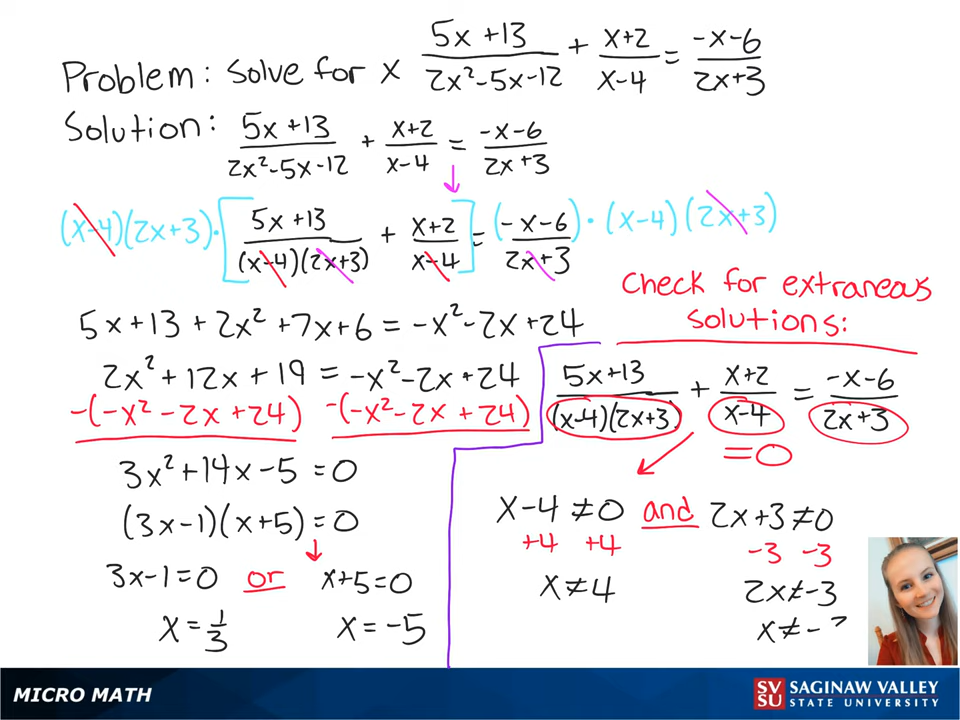 Problem: Solve for x (5x+13)/(2x²-5x-12) + (x+2)/(x-4) = (-x-6)/(2x+3)
Solution: (5x+13)/(2x²-5x-12) + (x+2)/(x-4) = (-x-6)/(2x+3)
(x-4)(2x+3)·[(5x+13)/((x-4)(2x+3)) + (x+2)/(x-4)] = (-x-6)/(2x+3)·(x-4)(2x+3)
5x+13+2x²+7x+6=-x²-2x+24
2x²+12x+19=-x²-2x+24
-(-x²-2x+24) -(-x²-2x+24)
3x²+14x-5=0
(3x-1)(x+5)=0
3x-1=0 or x+5=0
x=1/3 x=-5
Check for extraneous
solutions:
(5x+13)/((x-4)(2x+3)) + (x+2)/(x-4) = (-x-6)/(2x+3)
=0
x-4≠0 and 2x+3≠0
+4 +4 -3 -3
x≠4 2x≠-3
x≠-
MICRO MATH
SVSU SAGINAW VALLEY
STATE UNIVERSITY